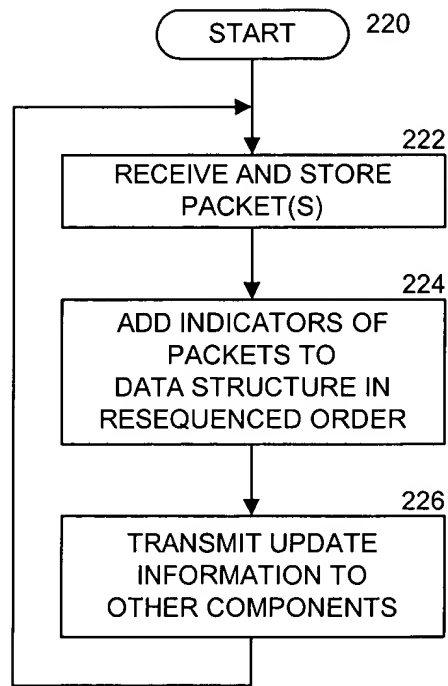 START
220
222
RECEIVE AND STORE
PACKET(S)
224
ADD INDICATORS OF
PACKETS TO
DATA STRUCTURE IN
RESEQUENCED ORDER
226
TRANSMIT UPDATE
INFORMATION TO
OTHER COMPONENTS